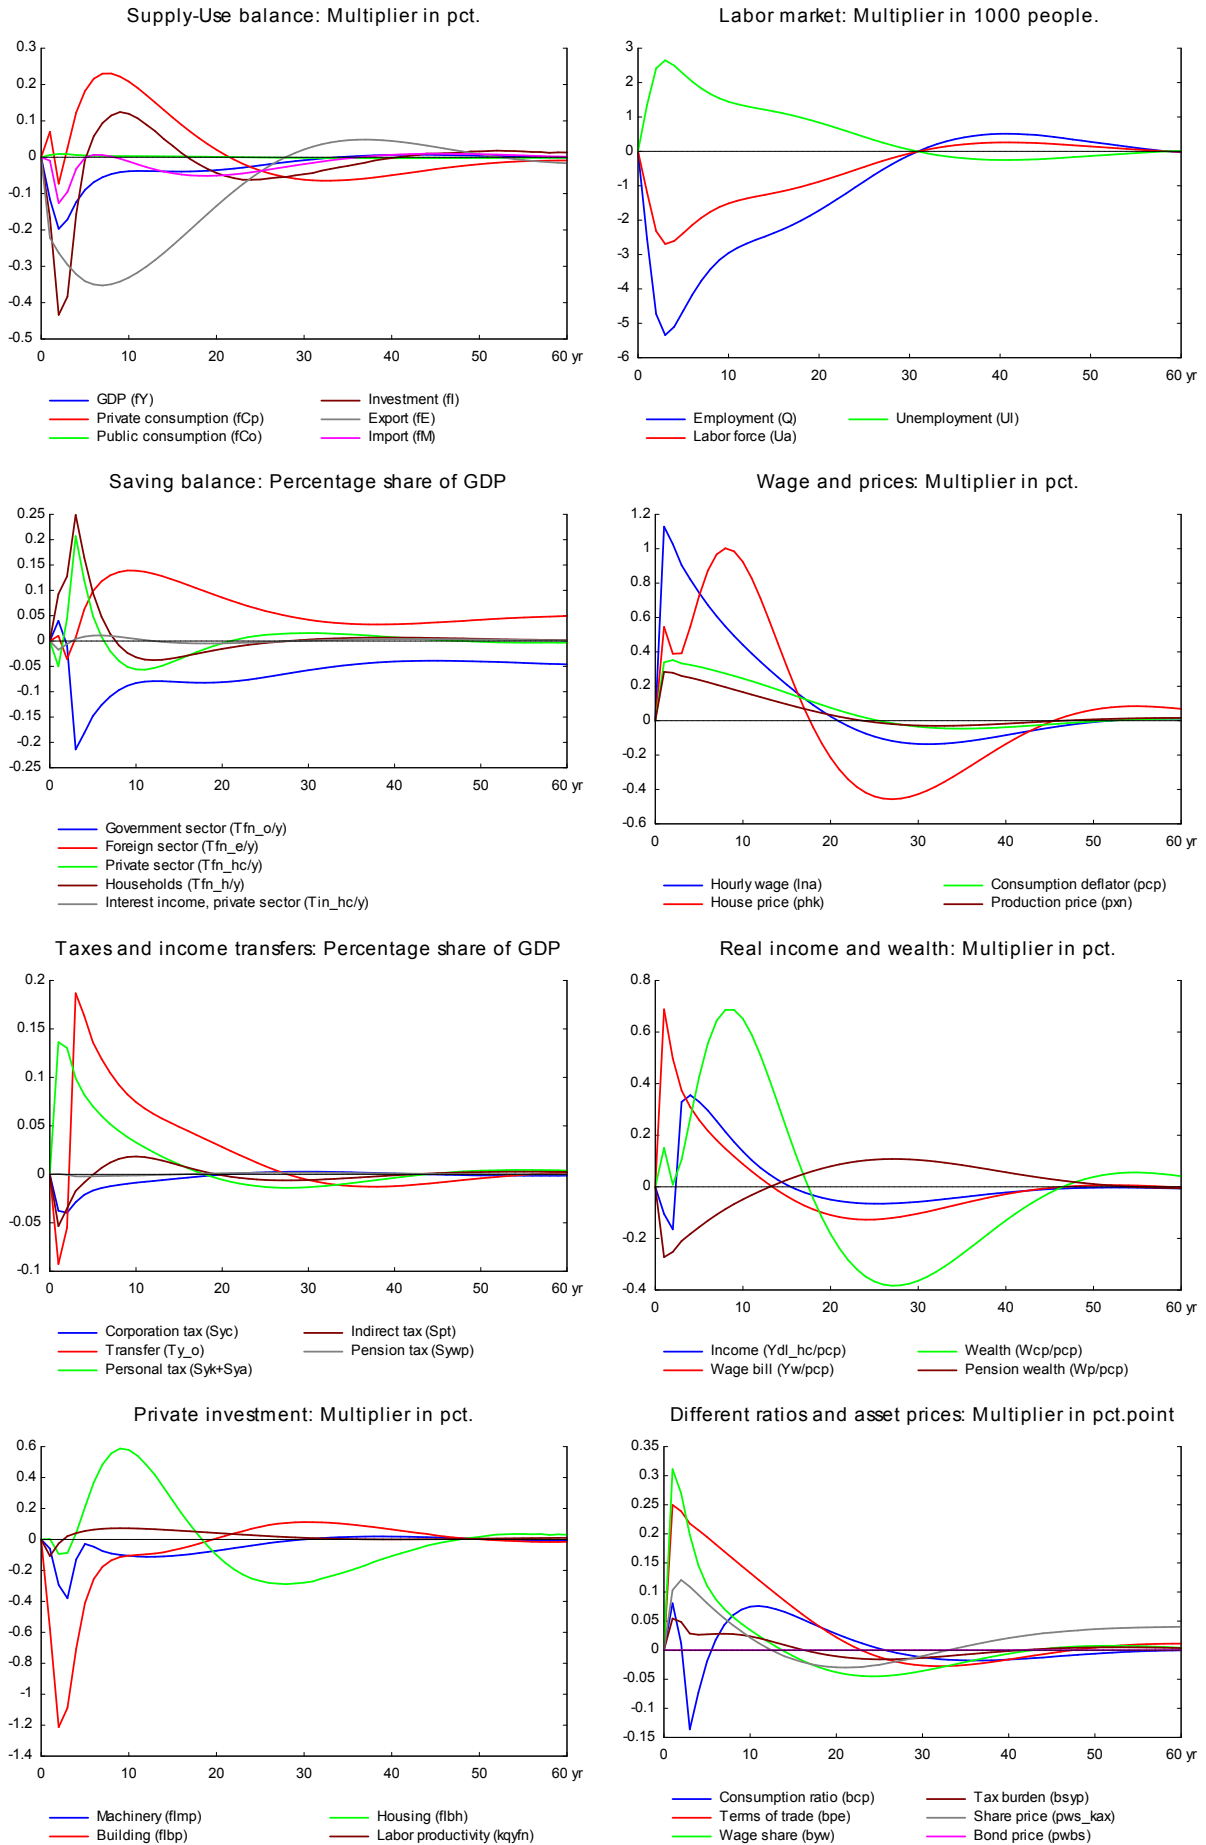 Supply-Use balance: Multiplier in pct.
0.3
0.2
0.1
0
-0.1
-0.2
-0.3
-0.4
-0.5
0 10 20 30 40 50 60 yr
GDP (fY)
Investment (fI)
Private consumption (fCp)
Export (fE)
Public consumption (fCo)
Import (fM)
Labor market: Multiplier in 1000 people.
3
2
1
0
-1
-2
-3
-4
-5
-6
0 10 20 30 40 50 60 yr
Employment (Q)
Unemployment (Ul)
Labor force (Ua)
Saving balance: Percentage share of GDP
0.25
0.2
0.15
0.1
0.05
0
-0.05
-0.1
-0.15
-0.2
-0.25
0 10 20 30 40 50 60 yr
Government sector (Tfn_o/y)
Foreign sector (Tfn_e/y)
Private sector (Tfn_hc/y)
Households (Tfn_h/y)
Interest income, private sector (Tin_hc/y)
Wage and prices: Multiplier in pct.
1.2
1
0.8
0.6
0.4
0.2
0
-0.2
-0.4
-0.6
0 10 20 30 40 50 60 yr
Hourly wage (lna)
Consumption deflator (pcp)
House price (phk)
Production price (pxn)
Taxes and income transfers: Percentage share of GDP
0.2
0.15
0.1
0.05
0
-0.05
-0.1
0 10 20 30 40 50 60 yr
Corporation tax (Syc)
Indirect tax (Spt)
Transfer (Ty_o)
Pension tax (Sywp)
Personal tax (Syk+Sya)
Real income and wealth: Multiplier in pct.
0.8
0.6
0.4
0.2
0
-0.2
-0.4
0 10 20 30 40 50 60 yr
Income (Ydl_hc/pcp)
Wealth (Wcp/pcp)
Wage bill (Yw/pcp)
Pension wealth (Wp/pcp)
Private investment: Multiplier in pct.
0.6
0.4
0.2
0
-0.2
-0.4
-0.6
-0.8
-1
-1.2
-1.4
0 10 20 30 40 50 60 yr
Machinery (fImp)
Housing (fIbh)
Building (fIbp)
Labor productivity (kqyfn)
Different ratios and asset prices: Multiplier in pct.point
0.35
0.3
0.25
0.2
0.15
0.1
0.05
0
-0.05
-0.1
-0.15
0 10 20 30 40 50 60 yr
Consumption ratio (bcp)
Tax burden (bsyp)
Terms of trade (bpe)
Share price (pws_kax)
Wage share (byw)
Bond price (pwbs)